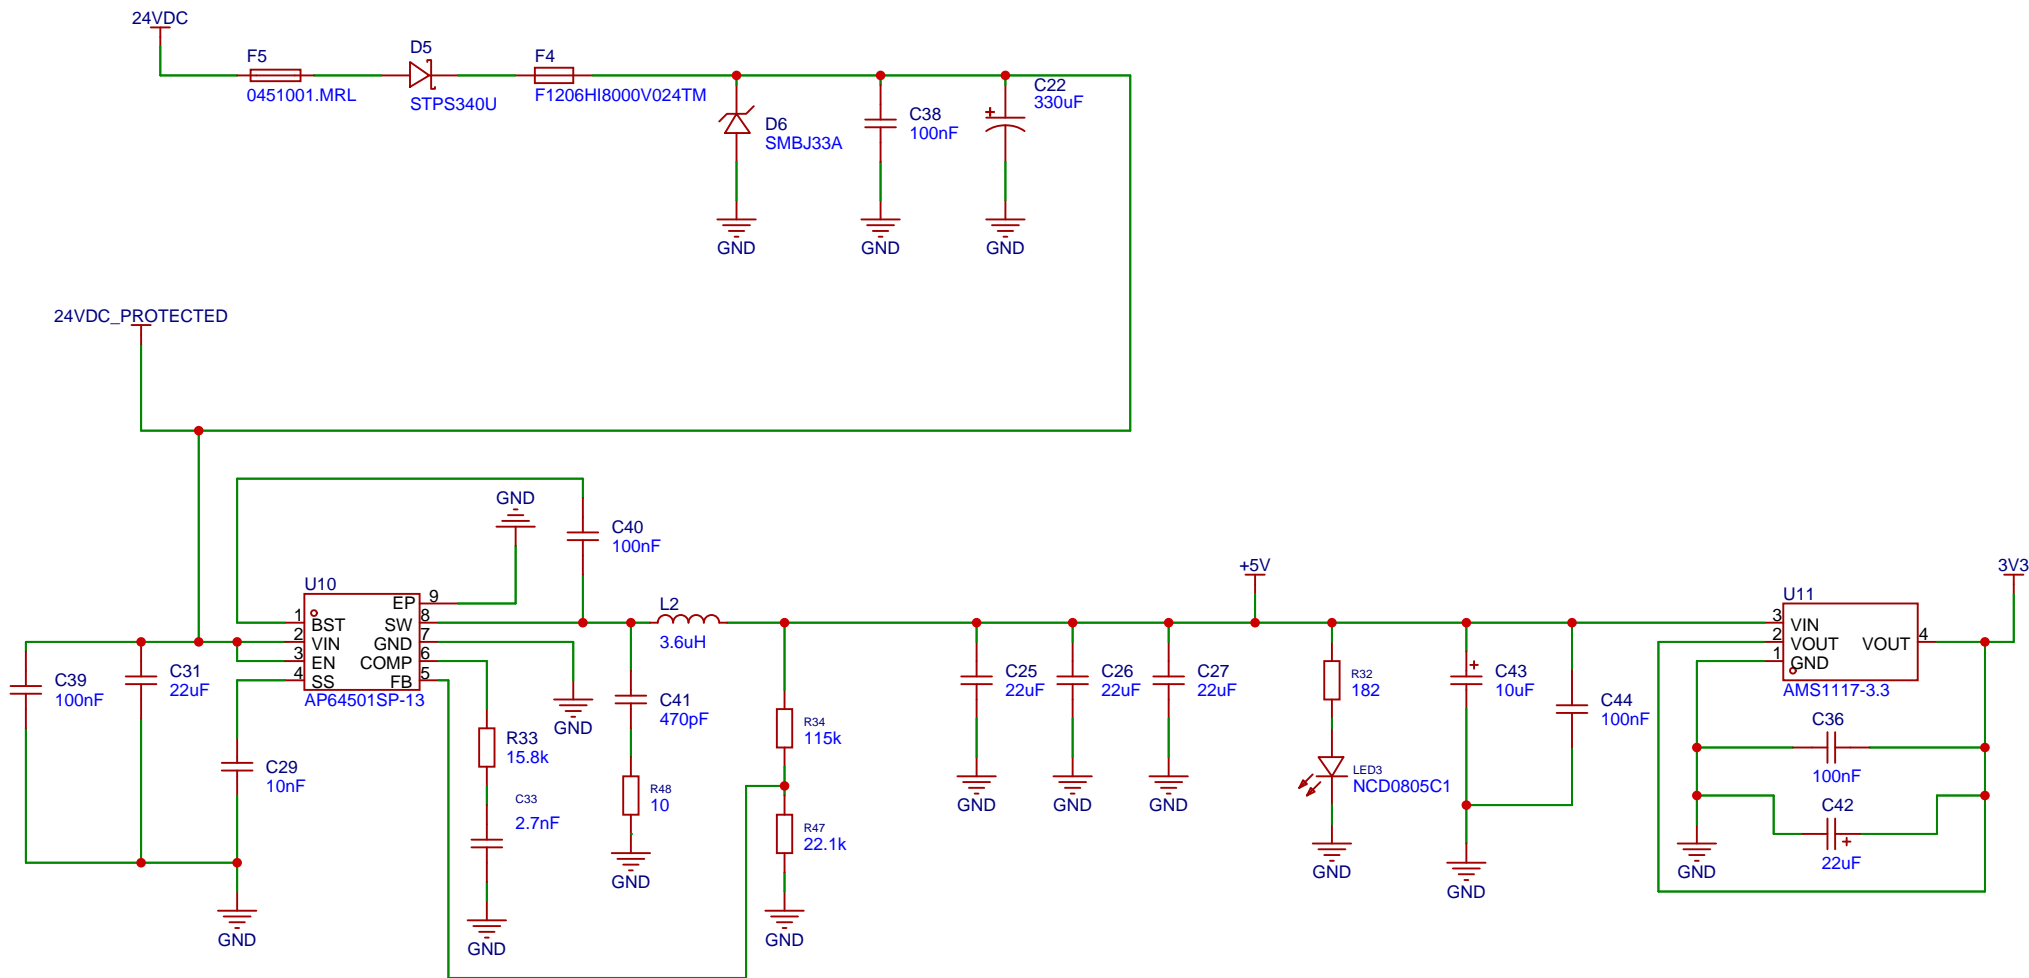 24VDC
F5
0451001.MRL
D5
STPS340U
F4
F1206HI8000V024TM
D6
SMBJ33A
GND
C38
100nF
GND
C22
330uF
+
GND
24VDC_PROTECTED
GND
C40
100nF
U10
1 BST
2 VIN
3 EN
4 SS
EP 9
SW 8
GND 7
COMP 6
FB 5
AP64501SP-13
C39
100nF
C31
22uF
C29
10nF
GND
R33
15.8k
C33
2.7nF
GND
GND
L2
3.6uH
C41
470pF
R48
10
GND
R34
115k
R47
22.1k
GND
C25
22uF
GND
C26
22uF
GND
C27
22uF
GND
+5V
R32
182
LED3
NCD0805C1
GND
+
C43
10uF
GND
C44
100nF
3V3
U11
3 VIN
2 VOUT
1 GND
VOUT 4
AMS1117-3.3
C36
100nF
C42
+
22uF
GND